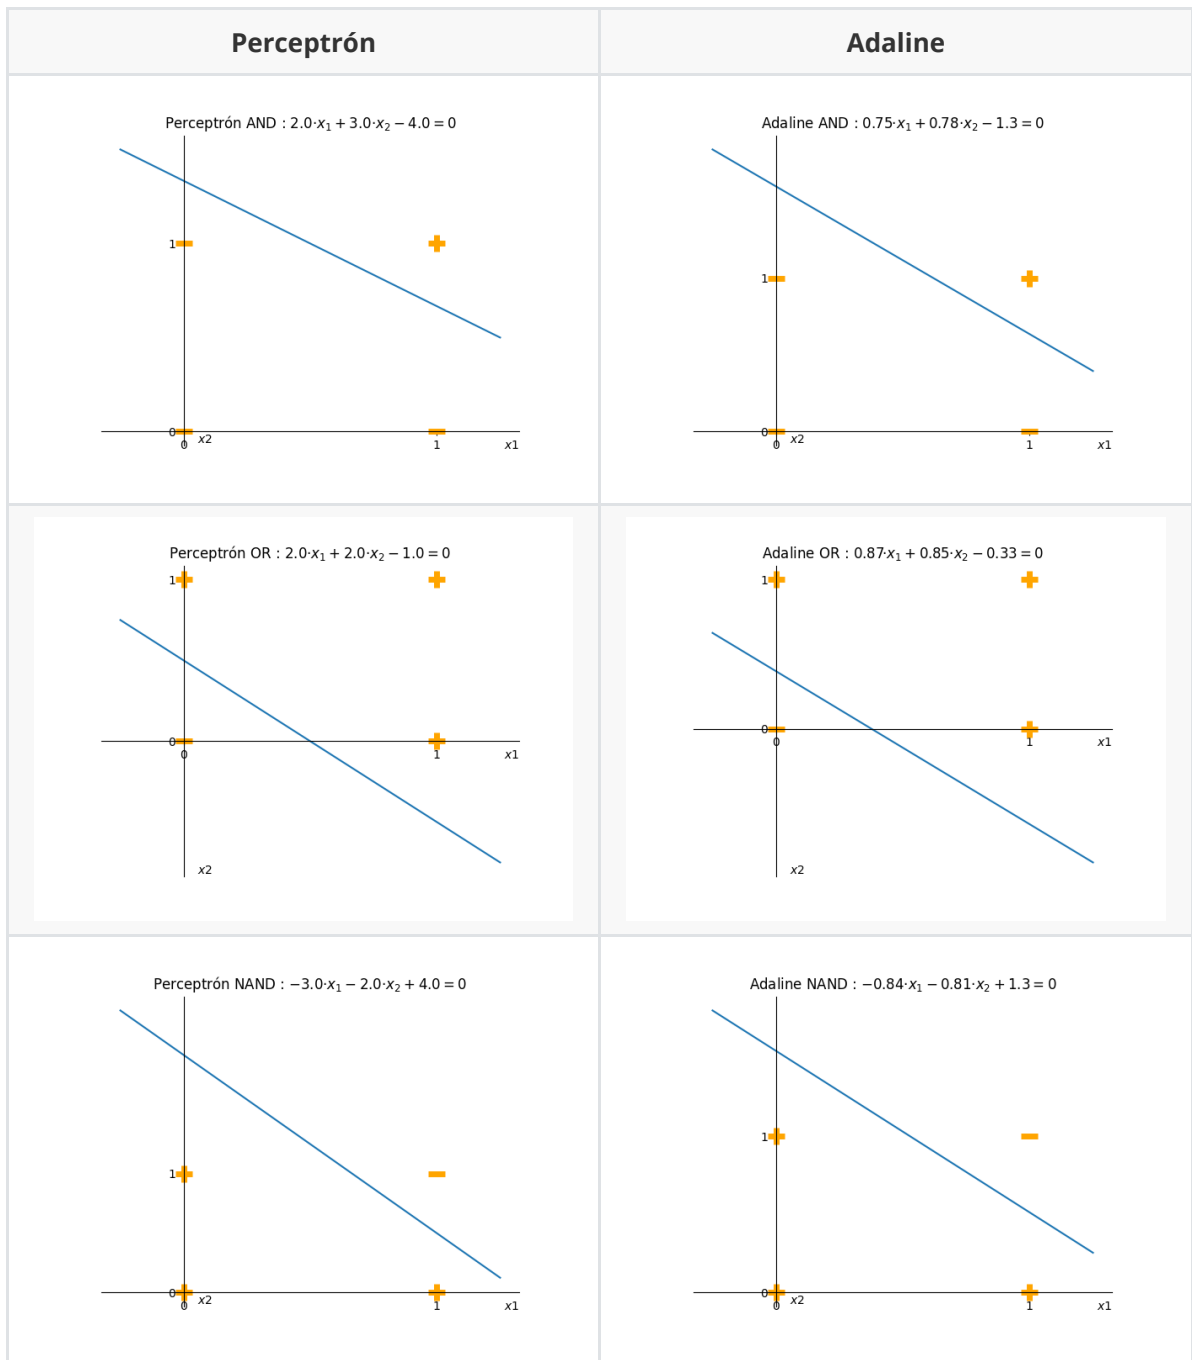 Perceptrón
Adaline
Perceptrón AND : 2.0·x₁ + 3.0·x₂ − 4.0 = 0
1
0
x2
0
1
x1
Adaline AND : 0.75·x₁ + 0.78·x₂ − 1.3 = 0
1
0
x2
0
1
x1
Perceptrón OR : 2.0·x₁ + 2.0·x₂ − 1.0 = 0
1
0
0
1
x1
x2
Adaline OR : 0.87·x₁ + 0.85·x₂ − 0.33 = 0
1
0
0
1
x1
x2
Perceptrón NAND : −3.0·x₁ − 2.0·x₂ + 4.0 = 0
1
0
x2
0
1
x1
Adaline NAND : −0.84·x₁ − 0.81·x₂ + 1.3 = 0
1
0
x2
0
1
x1